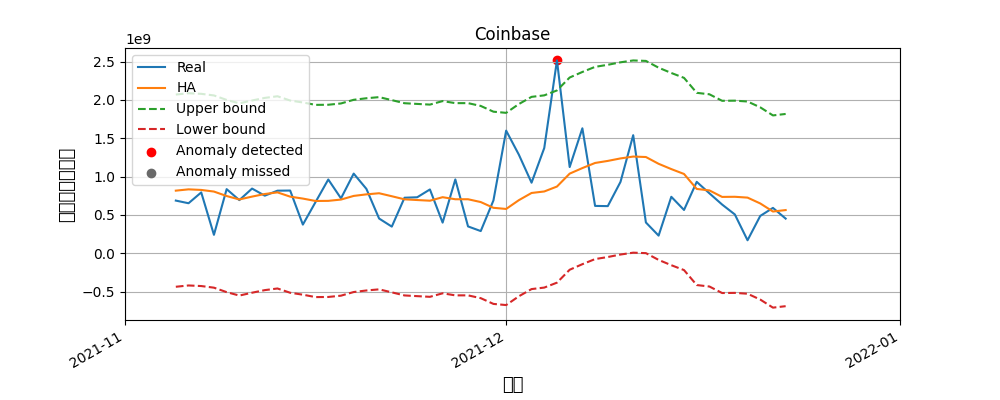 Coinbase
1e9
2.5
2.0
1.5
1.0
0.5
0.0
−0.5
Real
HA
Upper bound
Lower bound
Anomaly detected
Anomaly missed
2021-11
2021-12
2022-01